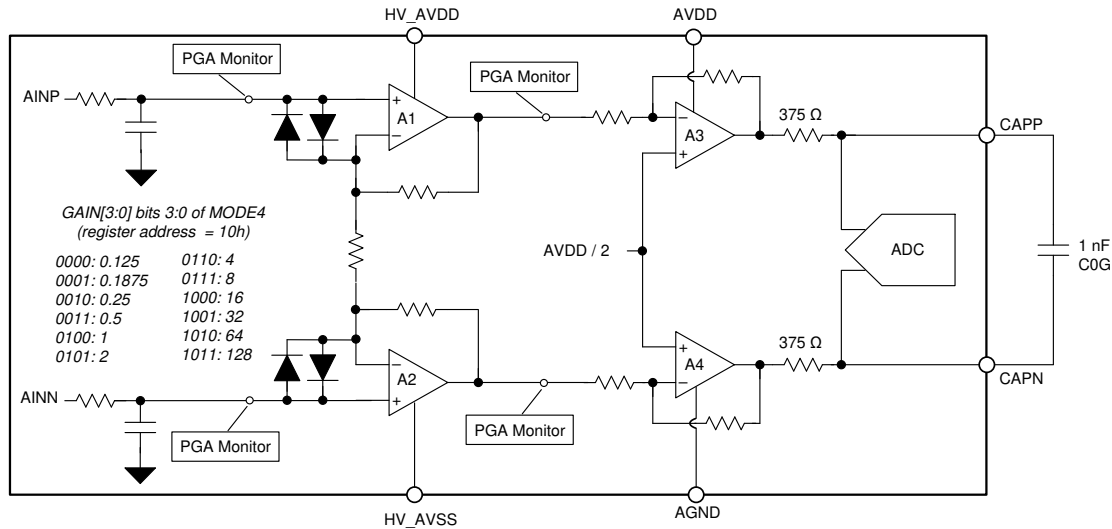 HV_AVDD
AVDD
PGA Monitor
PGA Monitor
AINP
+
A1
−
−
A3
+
375 Ω
CAPP
GAIN[3:0] bits 3:0 of MODE4
(register address = 10h)
0000: 0.125
0001: 0.1875
0010: 0.25
0011: 0.5
0100: 1
0101: 2
0110: 4
0111: 8
1000: 16
1001: 32
1010: 64
1011: 128
AVDD / 2
ADC
1 nF
C0G
−
A2
+
+
A4
−
375 Ω
CAPN
AINN
PGA Monitor
PGA Monitor
HV_AVSS
AGND